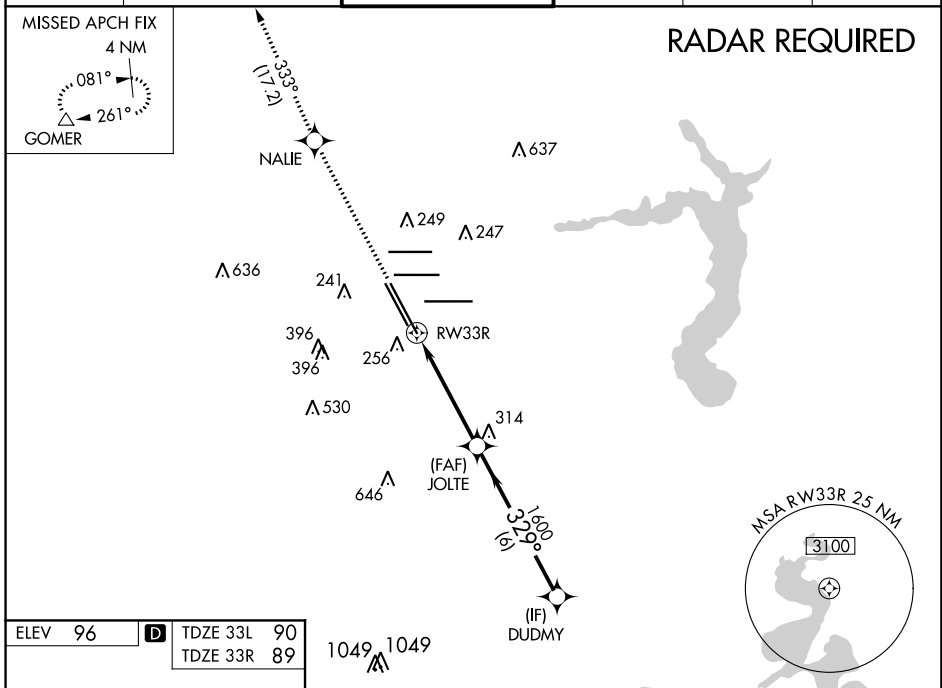 MISSED APCH FIX
4 NM
081°
261°
GOMER
RADAR REQUIRED
333°
(17.2)
NALIE
637
249
247
636
241
RW33R
396
396
256
530
314
(FAF)
JOLTE
646
1600
329°
(6)
MSA RW33R 25 NM
3100
(IF)
DUDMY
ELEV 96 D TDZE 33L 90
TDZE 33R 89
1049 1049